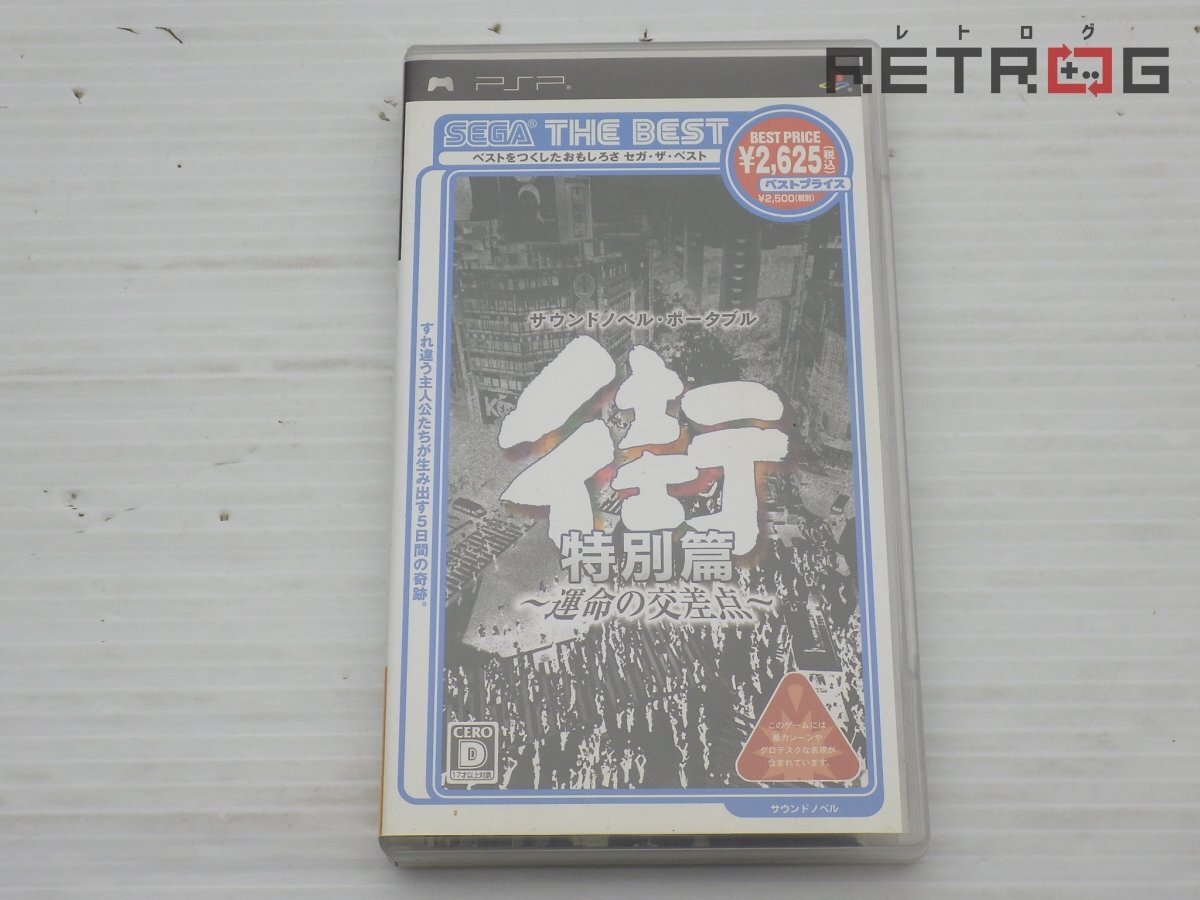 レトログ
RETROG
PSP
SEGA® THE BEST
ベストをつくしたおもしろさ セガ・ザ・ベスト
BEST PRICE
¥2,625(税込)
ベストプライス
¥2,500(税別)
サウンドノベル・ポータブル
街
特別篇
~運命の交差点~
すれ違う主人公たちが生み出す5日間の奇跡。
CERO
D
17才以上対象
このゲームには
暴力シーンや
グロテスクな表現が
含まれています。
サウンドノベル